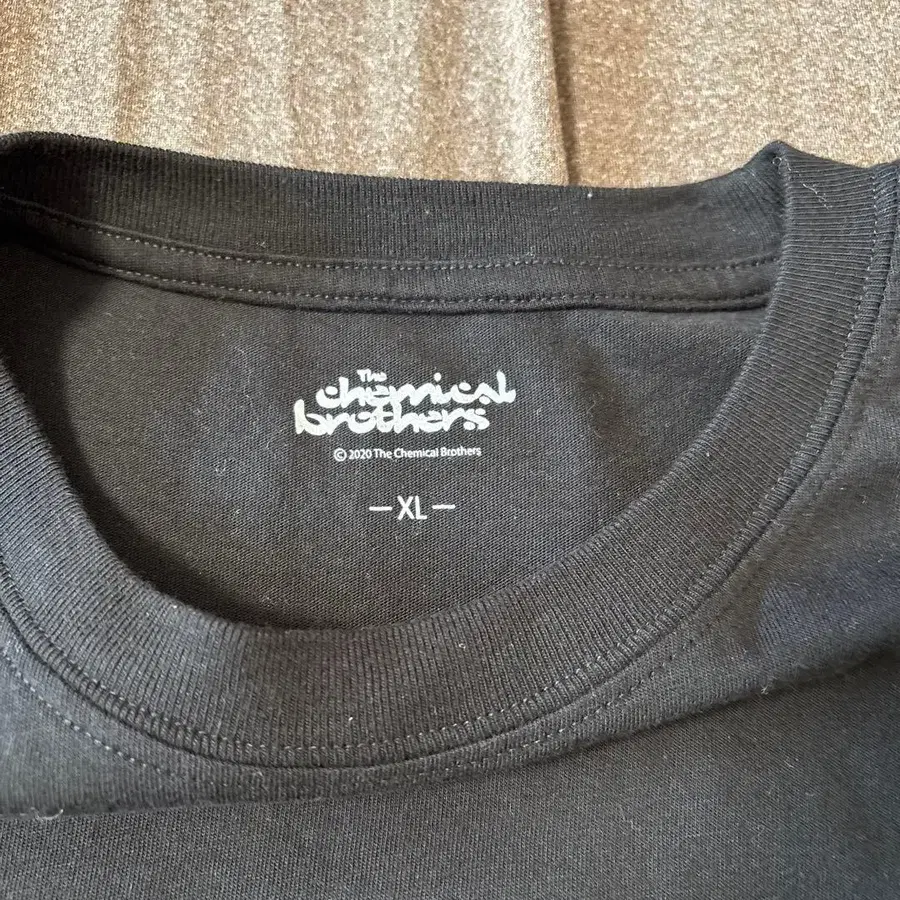 The
chemical
brothers
© 2020 The Chemical Brothers
— XL —